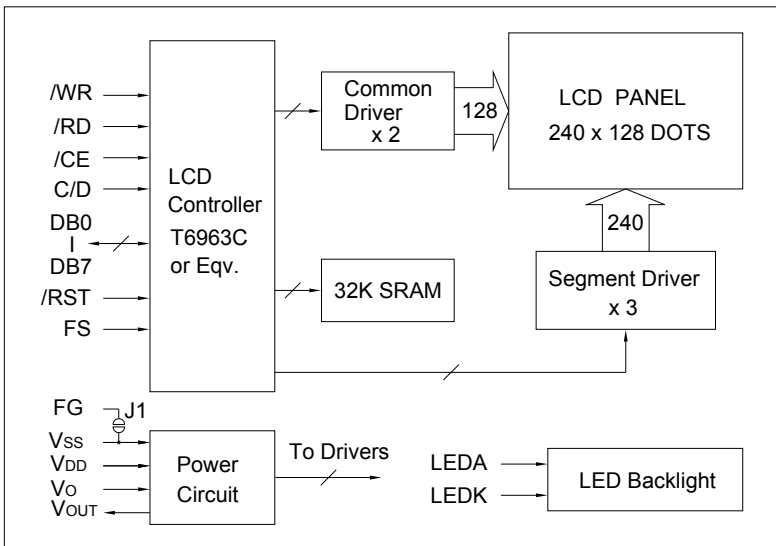 /WR
/RD
/CE
C/D
DB0
DB7
/RST
FS
LCD
Controller
T6963C
or Eqv.
Common
Driver
x 2
128
LCD PANEL
240 x 128 DOTS
240
32K SRAM
Segment Driver
x 3
FG
J1
VSS
VDD
VO
VOUT
Power
Circuit
To Drivers
LEDA
LEDK
LED Backlight